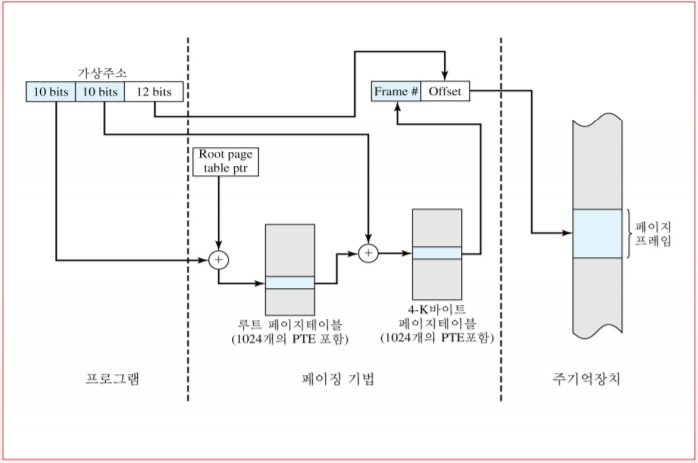 가상주소
10 bits 10 bits 12 bits
Frame # Offset
Root page
table ptr
+
+
페이지
프레임
루트 페이지테이블
(1024개의 PTE 포함)
4-K바이트
페이지테이블
(1024개의 PTE포함)
프로그램
페이징 기법
주기억장치